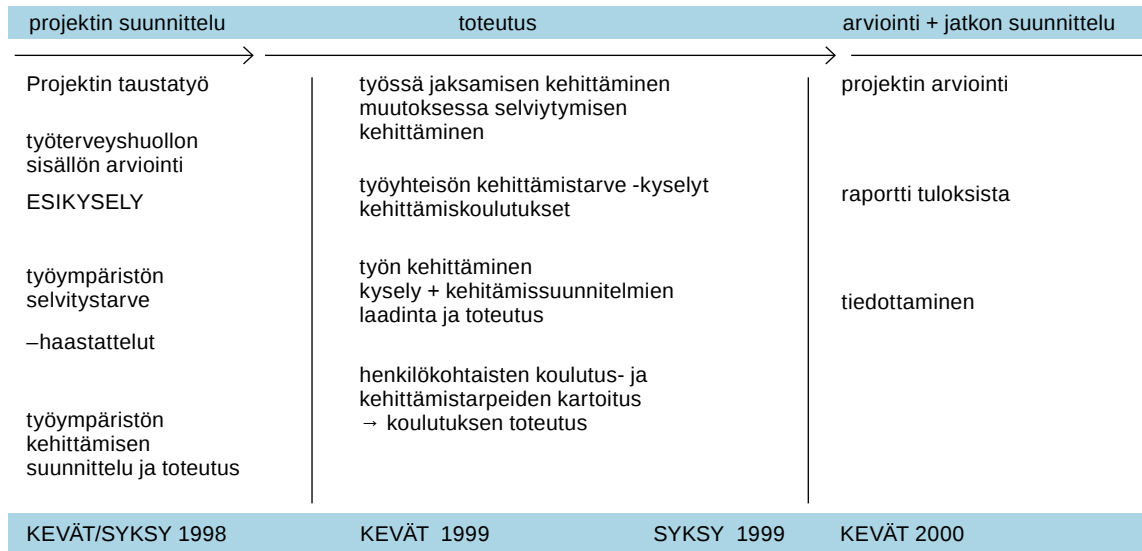 projektin suunnittelu
toteutus
arviointi + jatkon suunnittelu
Projektin taustatyö
työterveyshuollon
sisällön arviointi
ESIKYSELY
työympäristön
selvitystarve
–haastattelut
työympäristön
kehittämisen
suunnittelu ja toteutus
työssä jaksamisen kehittäminen
muutoksessa selviytymisen
kehittäminen
työyhteisön kehittämistarve -kyselyt
kehittämiskoulutukset
työn kehittäminen
kysely + kehitämissuunnitelmien
laadinta ja toteutus
henkilökohtaisten koulutus- ja
kehittämistarpeiden kartoitus
→ koulutuksen toteutus
projektin arviointi
raportti tuloksista
tiedottaminen
KEVÄT/SYKSY 1998
KEVÄT 1999
SYKSY 1999
KEVÄT 2000